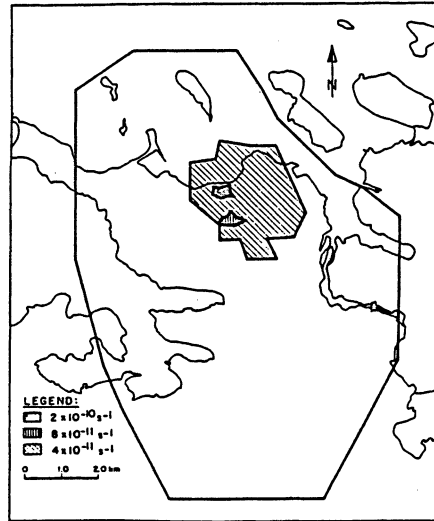 N
LEGEND:
2 x 10⁻¹⁰ s⁻¹
8 x 10⁻¹¹ s⁻¹
4 x 10⁻¹¹ s⁻¹
0 1.0 2.0 km